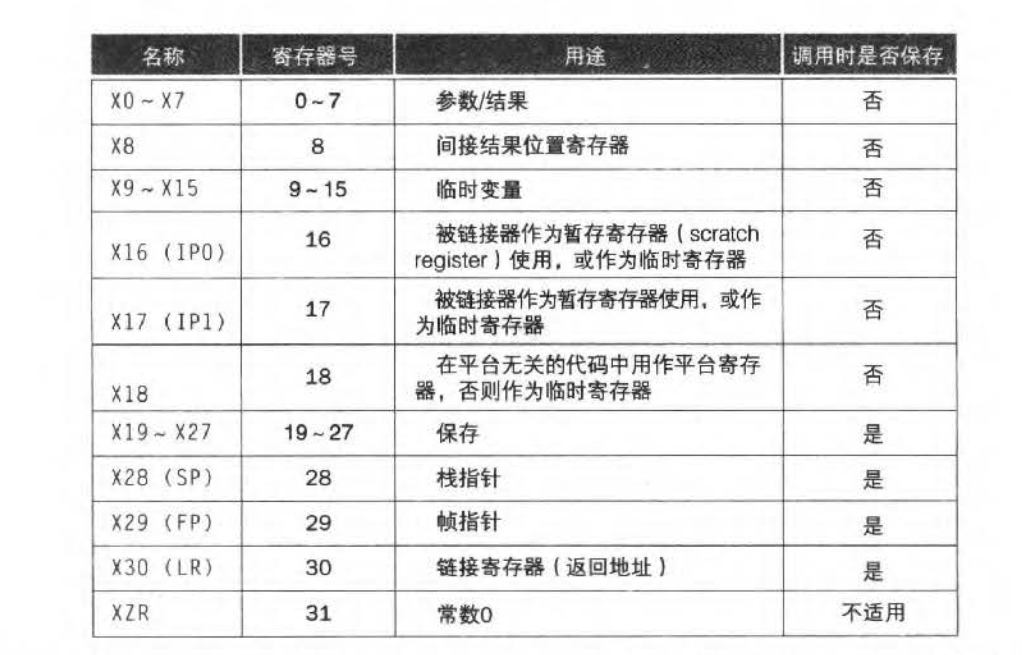 名称 寄存器号 用途 调用时是否保存
X0～X7 0～7 参数/结果 否
X8 8 间接结果位置寄存器 否
X9～X15 9～15 临时变量 否
X16 (IP0) 16 被链接器作为暂存寄存器（scratch
register）使用，或作为临时寄存器 否
X17 (IP1) 17 被链接器作为暂存寄存器使用，或作
为临时寄存器 否
X18 18 在平台无关的代码中用作平台寄存
器，否则作为临时寄存器 否
X19～X27 19～27 保存 是
X28 (SP) 28 栈指针 是
X29 (FP) 29 帧指针 是
X30 (LR) 30 链接寄存器（返回地址） 是
XZR 31 常数0 不适用